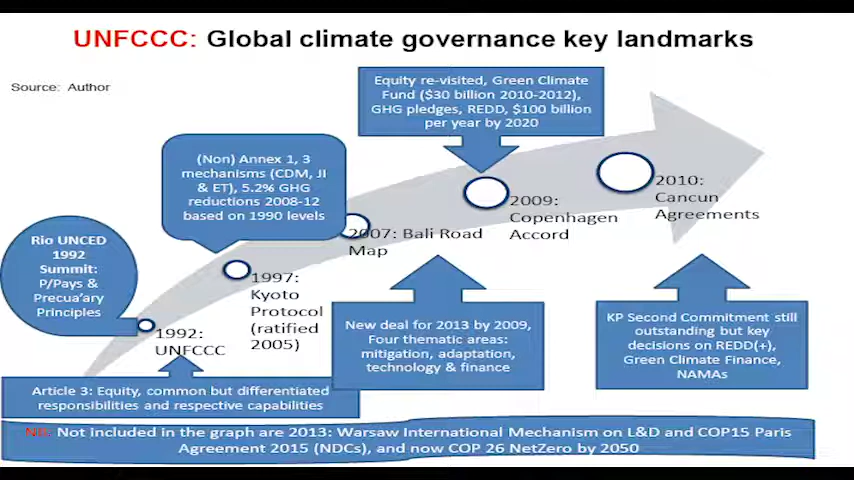 UNFCCC: Global climate governance key landmarks
Source: Author
Equity re-visited, Green Climate
Fund ($30 billion 2010-2012),
GHG pledges, REDD, $100 billion
per year by 2020
(Non) Annex 1, 3
mechanisms (CDM, JI
& ET), 5.2% GHG
reductions 2008-12
based on 1990 levels
Rio UNCED
1992
Summit:
P/Pays &
Precua'ary
Principles
1992:
UNFCCC
1997:
Kyoto
Protocol
(ratified
2005)
2007: Bali Road
Map
2009:
Copenhagen
Accord
2010:
Cancun
Agreements
Article 3: Equity, common but differentiated
responsibilities and respective capabilities
New deal for 2013 by 2009,
Four thematic areas:
mitigation, adaptation,
technology & finance
KP Second Commitment still
outstanding but key
decisions on REDD(+),
Green Climate Finance,
NAMAs
NB: Not included in the graph are 2013: Warsaw International Mechanism on L&D and COP15 Paris
Agreement 2015 (NDCs), and now COP 26 NetZero by 2050